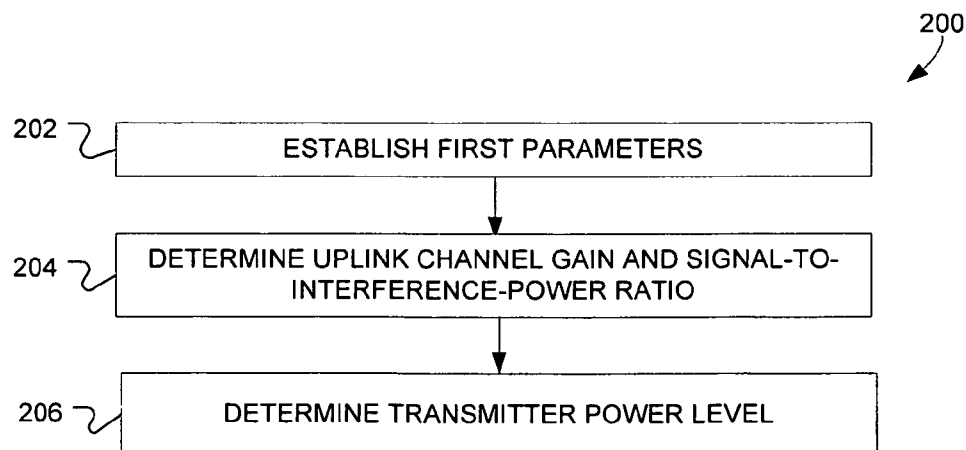 200
202
ESTABLISH FIRST PARAMETERS
204
DETERMINE UPLINK CHANNEL GAIN AND SIGNAL-TO-
INTERFERENCE-POWER RATIO
206
DETERMINE TRANSMITTER POWER LEVEL